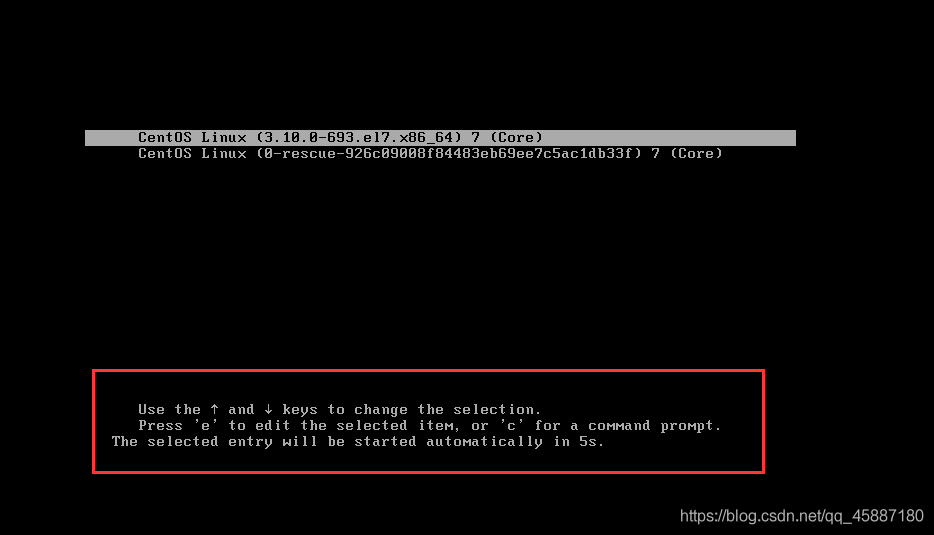 CentOS Linux (3.10.0-693.el7.x86_64) 7 (Core)
CentOS Linux (0-rescue-926c09008f84483eb69ee7c5ac1db33f) 7 (Core)
Use the ↑ and ↓ keys to change the selection.
Press 'e' to edit the selected item, or 'c' for a command prompt.
The selected entry will be started automatically in 5s.
https://blog.csdn.net/qq_45887180